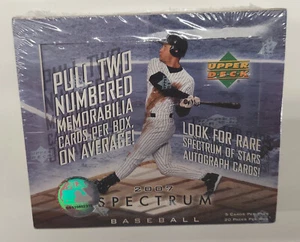 PULL TWO
NUMBERED
MEMORABILIA
CARDS PER BOX,
ON AVERAGE!
UPPER
DECK
LOOK FOR RARE
SPECTRUM OF STARS
AUTOGRAPH CARDS!
2007
SPECTRUM
BASEBALL